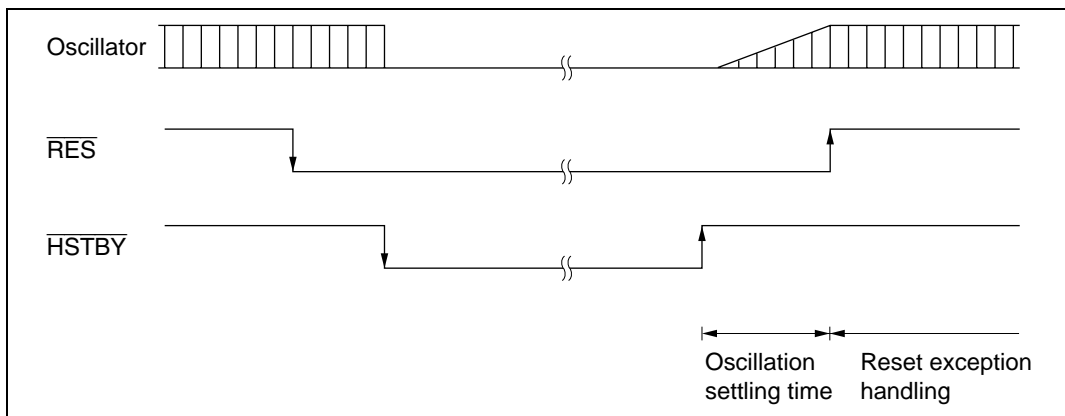 Oscillator
RES
HSTBY
Oscillation
settling time
Reset exception
handling